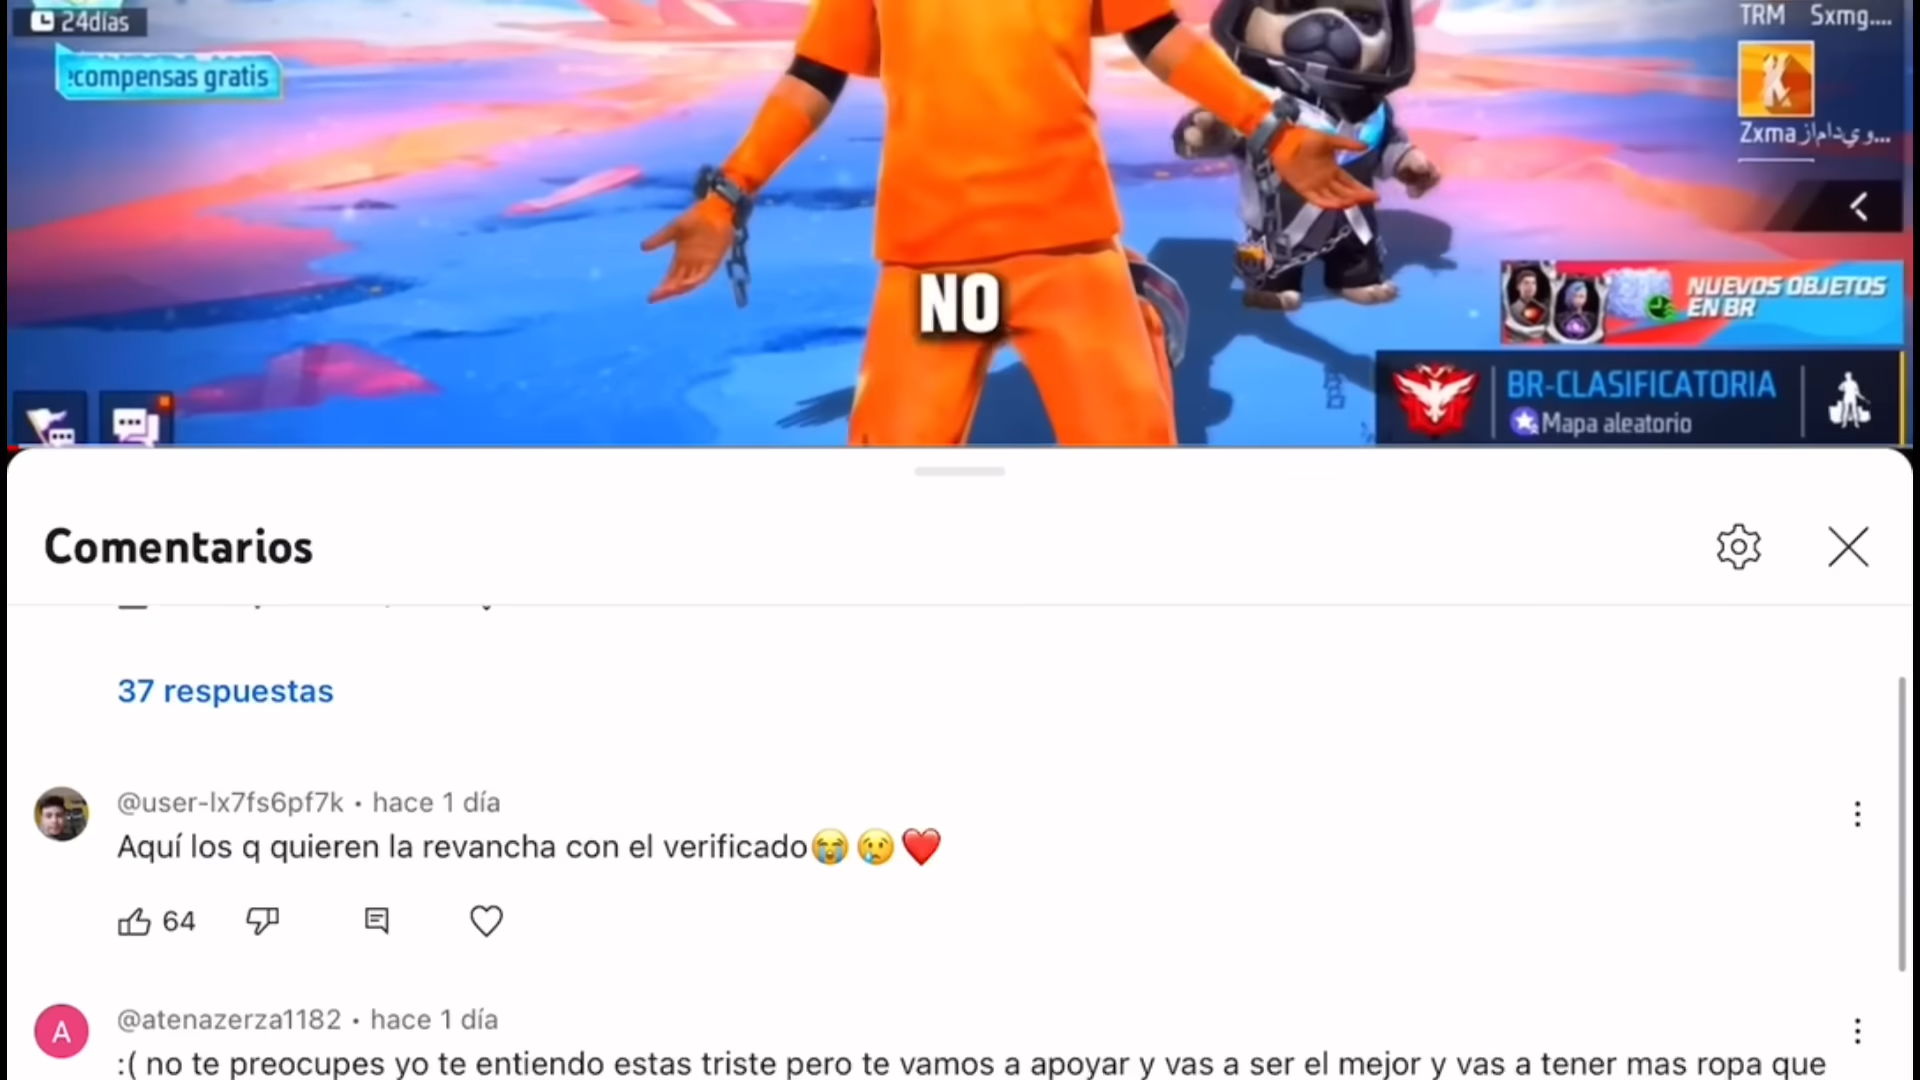 24días
TRM Sxmg....
:compensas gratis
NO
NUEVOS OBJETOS
EN BR
BR-CLASIFICATORIA
Mapa aleatorio
Comentarios
37 respuestas
@user-lx7fs6pf7k • hace 1 día
Aquí los q quieren la revancha con el verificado😭😢❤️
64
A
@atenazerza1182 • hace 1 día
:( no te preocupes yo te entiendo estas triste pero te vamos a apoyar y vas a ser el mejor y vas a tener mas ropa que